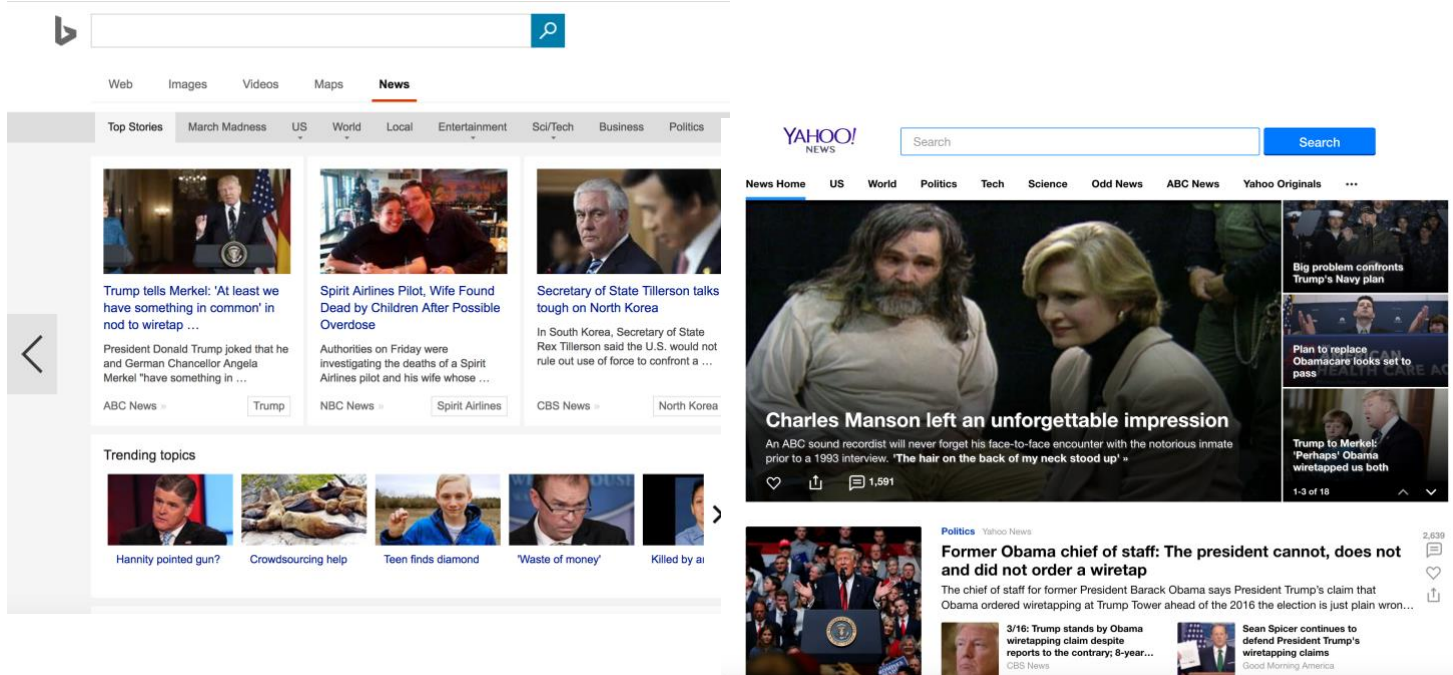 Web Images Videos Maps News
Top Stories March Madness US World Local Entertainment Sci/Tech Business Politics
Trump tells Merkel: 'At least we
have something in common' in
nod to wiretap ...
President Donald Trump joked that he
and German Chancellor Angela
Merkel "have something in ...
ABC News » Trump
Spirit Airlines Pilot, Wife Found
Dead by Children After Possible
Overdose
Authorities on Friday were
investigating the deaths of a Spirit
Airlines pilot and his wife whose ...
NBC News » Spirit Airlines
Secretary of State Tillerson talks
tough on North Korea
In South Korea, Secretary of State
Rex Tillerson said the U.S. would not
rule out use of force to confront a ...
CBS News » North Korea
Trending topics
Hannity pointed gun?
Crowdsourcing help
Teen finds diamond
'Waste of money'
Killed by
YAHOO!
NEWS
Search
Search
News Home US World Politics Tech Science Odd News ABC News Yahoo Originals ...
Charles Manson left an unforgettable impression
An ABC sound recordist will never forget his face-to-face encounter with the notorious inmate
prior to a 1993 interview. 'The hair on the back of my neck stood up' »
1,591
Big problem confronts
Trump's Navy plan
Plan to replace
Obamacare looks set to
pass
Trump to Merkel:
'Perhaps' Obama
wiretapped us both
1-3 of 18
Politics Yahoo News
Former Obama chief of staff: The president cannot, does not
and did not order a wiretap
The chief of staff for former President Barack Obama says President Trump's claim that
Obama ordered wiretapping at Trump Tower ahead of the 2016 the election is just plain wron...
2,639
3/16: Trump stands by Obama
wiretapping claim despite
reports to the contrary; 8-year...
CBS News
Sean Spicer continues to
defend President Trump's
wiretapping claims
Good Morning America